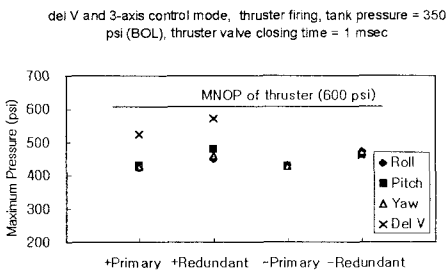 del V and 3-axis control mode, thruster firing, tank pressure = 350
psi (BOL), thruster valve closing time = 1 msec
700
MNOP of thruster (600 psi)
600
500
400
300
200
Maximum Pressure (psi)
Roll
Pitch
Yaw
Del V
+Primary +Redundant -Primary -Redundant